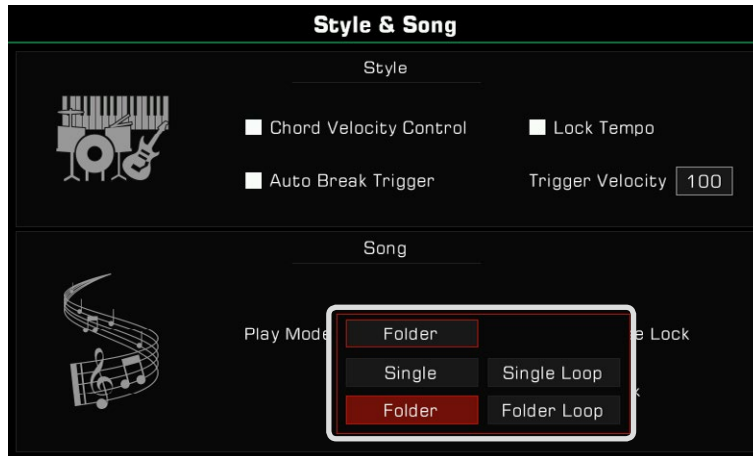 Style & Song
Style
Chord Velocity Control
Lock Tempo
Auto Break Trigger
Trigger Velocity 100
Song
Play Mode
Folder
Lock
Single
Single Loop
Folder
Folder Loop